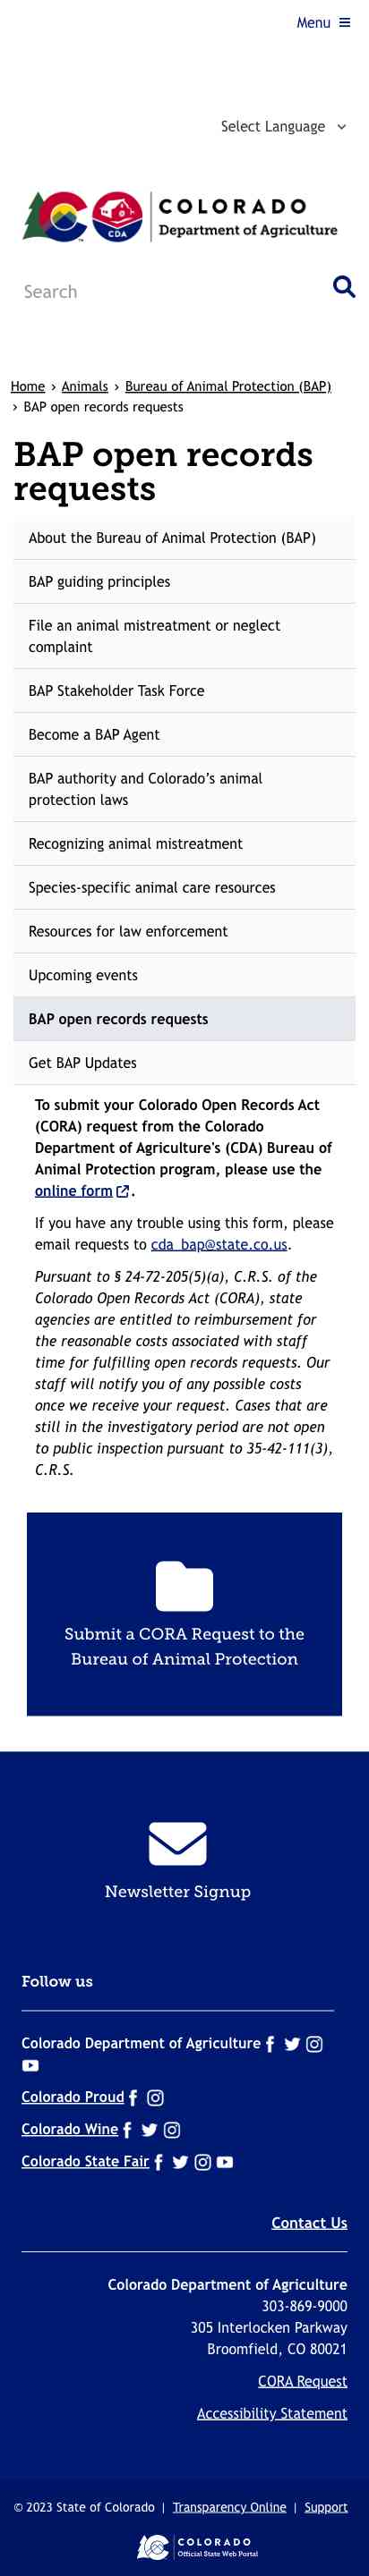 Menu
Select Language
CDA
TM
COLORADO
Department of Agriculture
Search
Home › Animals › Bureau of Animal Protection (BAP)
› BAP open records requests
BAP open records
requests
About the Bureau of Animal Protection (BAP)
BAP guiding principles
File an animal mistreatment or neglect
complaint
BAP Stakeholder Task Force
Become a BAP Agent
BAP authority and Colorado’s animal
protection laws
Recognizing animal mistreatment
Species-specific animal care resources
Resources for law enforcement
Upcoming events
BAP open records requests
Get BAP Updates
To submit your Colorado Open Records Act
(CORA) request from the Colorado
Department of Agriculture's (CDA) Bureau of
Animal Protection program, please use the
online form.
If you have any trouble using this form, please
email requests to cda_bap@state.co.us.
Pursuant to § 24-72-205(5)(a), C.R.S. of the
Colorado Open Records Act (CORA), state
agencies are entitled to reimbursement for
the reasonable costs associated with staff
time for fulfilling open records requests. Our
staff will notify you of any possible costs
once we receive your request. Cases that are
still in the investigatory period are not open
to public inspection pursuant to 35-42-111(3),
C.R.S.
Submit a CORA Request to the
Bureau of Animal Protection
Newsletter Signup
Follow us
Colorado Department of Agriculture
Colorado Proud
Colorado Wine
Colorado State Fair
Contact Us
Colorado Department of Agriculture
303-869-9000
305 Interlocken Parkway
Broomfield, CO 80021
CORA Request
Accessibility Statement
© 2023 State of Colorado | Transparency Online | Support
COLORADO
Official State Web Portal